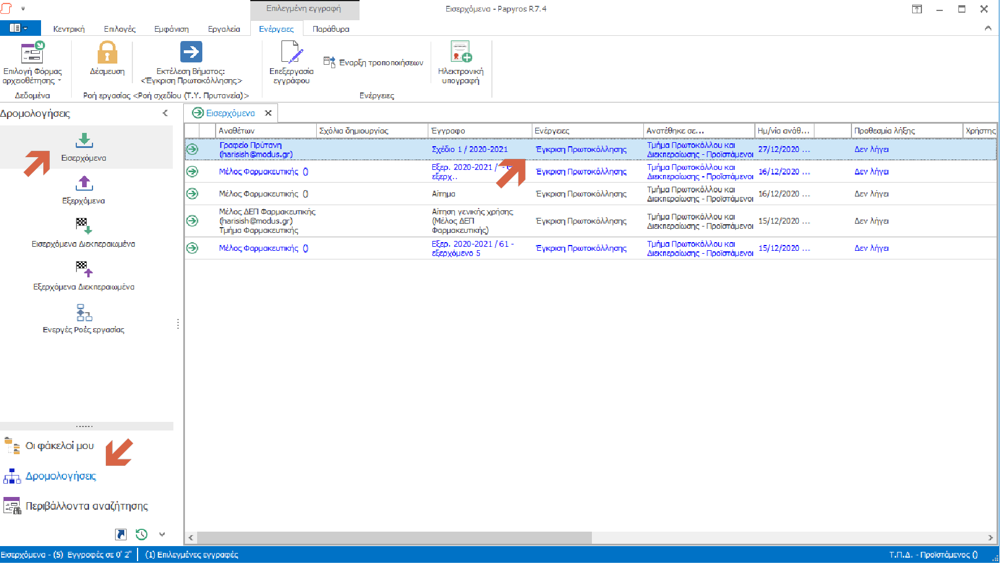 Επιλεγμένη εγγραφή
Εισερχόμενα - Papyros R7.4
Κεντρική
Επιλογές
Εμφάνιση
Εργαλεία
Ενέργειες
Παράθυρα
Επιλογή Φόρμας
αρχειοθέτησης
Δεδομένα
Δέσμευση
Εκτέλεση Βήματος:
<Έγκριση Πρωτοκόλλησης>
Ροή εργασίας <Ροή σχεδίου (Τ.Υ. Πρυτανεία)>
Επεξεργασία
εγγράφου
Έναρξη τροποποιήσεων
Ηλεκτρονική
υπογραφή
Ενέργειες
Δρομολογήσεις
Εισερχόμενα
Εξερχόμενα
Εισερχόμενα Διεκπεραιωμένα
Εξερχόμενα Διεκπεραιωμένα
Ενεργές Ροές εργασίας
Οι φάκελοί μου
Δρομολογήσεις
Περιβάλλοντα αναζήτησης
Εισερχόμενα
Αναθέτων Σχόλια δημιουργίας Έγγραφο Ενέργειες Ανατέθηκε σε... Ημ/νία ανάθ... Προθεσμία λήξης Χρήστης
Γραφείο Πρύτανη
(harisish@modus.gr)
Σχέδιο 1 / 2020-2021
Έγκριση Πρωτοκόλλησης
Τμήμα Πρωτοκόλλου και
Διεκπεραίωσης - Προϊστάμενοι
27/12/2020 ...
Δεν λήγει
Μέλος Φαρμακευτικής ()
Εξερ. 2020-2021 /
εξερχ..
Έγκριση Πρωτοκόλλησης
Τμήμα Πρωτοκόλλου και
Διεκπεραίωσης - Προϊστάμενοι
16/12/2020 ...
Δεν λήγει
Μέλος Φαρμακευτικής ()
Αίτημα
Έγκριση Πρωτοκόλλησης
Τμήμα Πρωτοκόλλου και
Διεκπεραίωσης - Προϊστάμενοι
16/12/2020 ...
Δεν λήγει
Μέλος ΔΕΠ Φαρμακευτικής
(harisish@modus.gr)
Τμήμα Φαρμακευτικής
Αίτηση γενικής χρήσης
(Μέλος ΔΕΠ
Φαρμακευτικής)
Έγκριση Πρωτοκόλλησης
Τμήμα Πρωτοκόλλου και
Διεκπεραίωσης - Προϊστάμενοι
15/12/2020 ...
Δεν λήγει
Μέλος Φαρμακευτικής ()
Εξερ. 2020-2021 / 61 -
εξερχόμενο 5
Έγκριση Πρωτοκόλλησης
Τμήμα Πρωτοκόλλου και
Διεκπεραίωσης - Προϊστάμενοι
15/12/2020 ...
Δεν λήγει
Εισερχόμενα - (5) Εγγραφές σε 0".2"
(1) Επιλεγμένες εγγραφές
Τ.Π.Δ. - Προϊστάμενος ()